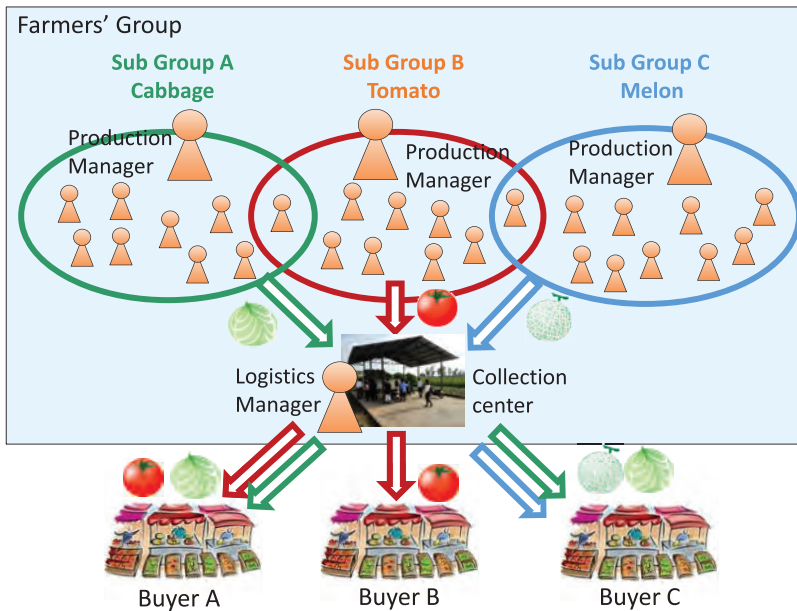 Farmers' Group
Sub Group A
Cabbage
Sub Group B
Tomato
Sub Group C
Melon
Production
Manager
Production
Manager
Production
Manager
Logistics
Manager
Collection
center
Buyer A
Buyer B
Buyer C